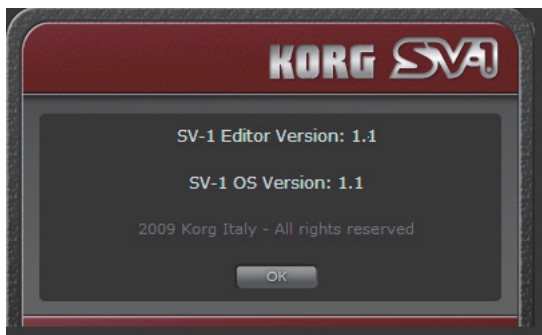 KORG SV-1
SV-1 Editor Version: 1.1
SV-1 OS Version: 1.1
2009 Korg Italy - All rights reserved
OK